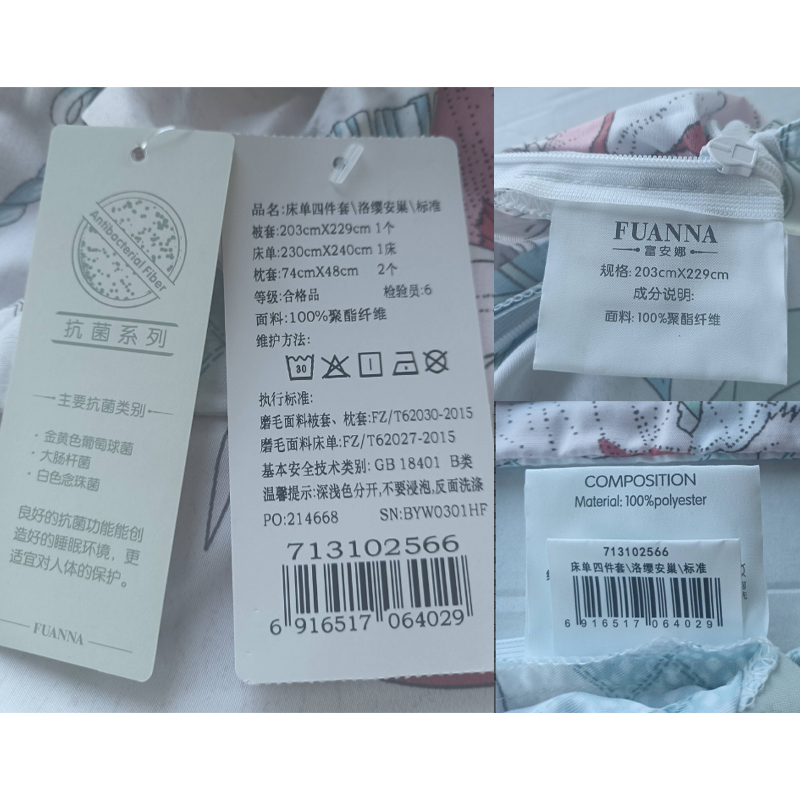 Antibacterial Fiber
抗菌系列
主要抗菌类别
· 金黄色葡萄球菌
· 大肠杆菌
· 白色念珠菌
良好的抗菌功能能创
造好的睡眠环境，更
适宜对人体的保护。
FUANNA
品名:床单四件套\洛缨安巢\标准
被套:203cmX229cm 1个
床单:230cmX240cm 1床
枕套:74cmX48cm 2个
等级:合格品 检验员:6
面料:100%聚酯纤维
维护方法:
30
执行标准:
磨毛面料被套、枕套:FZ/T62030-2015
磨毛面料床单:FZ/T62027-2015
基本安全技术类别: GB 18401 B类
温馨提示:深浅色分开,不要浸泡,反面洗涤
PO:214668 SN:BYW0301HF
713102566
6 916517 064029
FUANNA
富安娜
规格: 203cmX229cm
成分说明:
面料: 100%聚酯纤维
COMPOSITION
Material: 100%polyester
713102566
床单四件套\洛缨安巢\标准
6 916517 064029